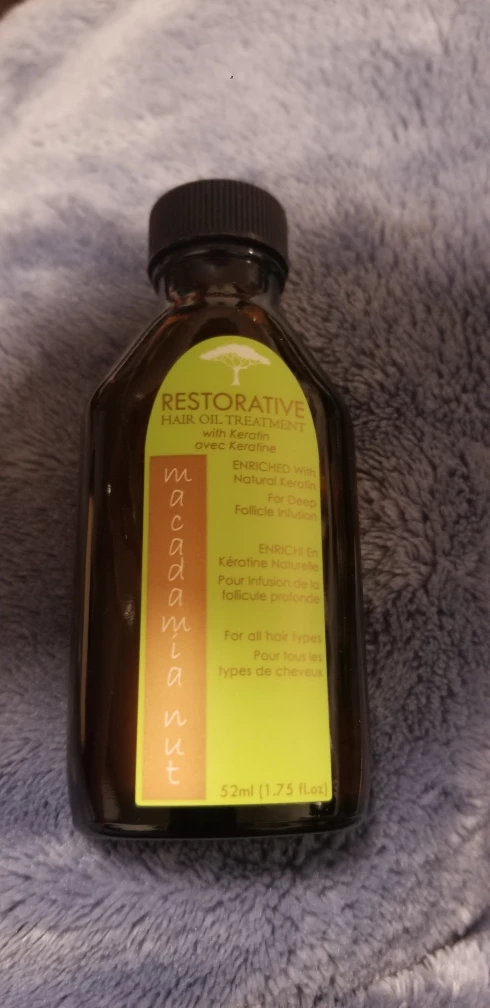 RESTORATIVE
HAIR OIL TREATMENT
with Keratin
avec Keratine
macadamia nut
ENRICHED With
Natural Keratin
For Deep
Follicle Infusion
ENRICHI En
Kératine Naturelle
Pour infusion de la
follicule profonde
For all hair types
Pour tous les
types de cheveux
52ml (1.75 fl.oz)